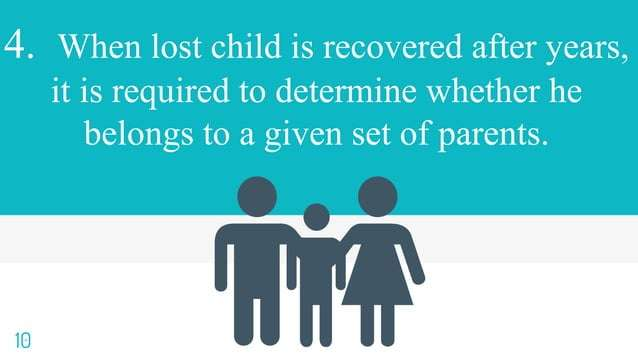 4. When lost child is recovered after years,
it is required to determine whether he
belongs to a given set of parents.
10